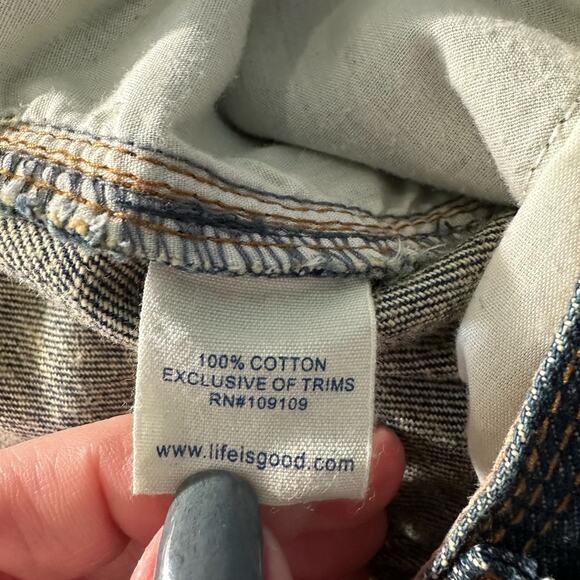 100% COTTON
EXCLUSIVE OF TRIMS
RN#109109
www.lifeisgood.com